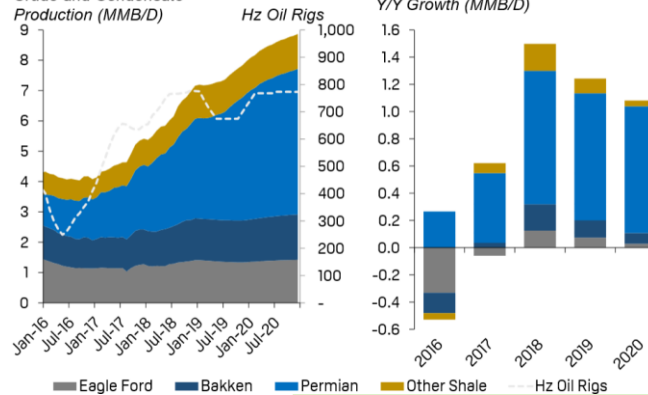 Crude and Condensate
Production (MMB/D)
Hz Oil Rigs
9
8
7
6
5
4
3
2
1
0
1,000
900
800
700
600
500
400
300
200
100
-
Jan-16
Jul-16
Jan-17
Jul-17
Jan-18
Jul-18
Jan-19
Jul-19
Jan-20
Jul-20
Y/Y Growth (MMB/D)
1.6
1.4
1.2
1.0
0.8
0.6
0.4
0.2
0.0
-0.2
-0.4
-0.6
2016
2017
2018
2019
2020
Eagle Ford
Bakken
Permian
Other Shale
Hz Oil Rigs